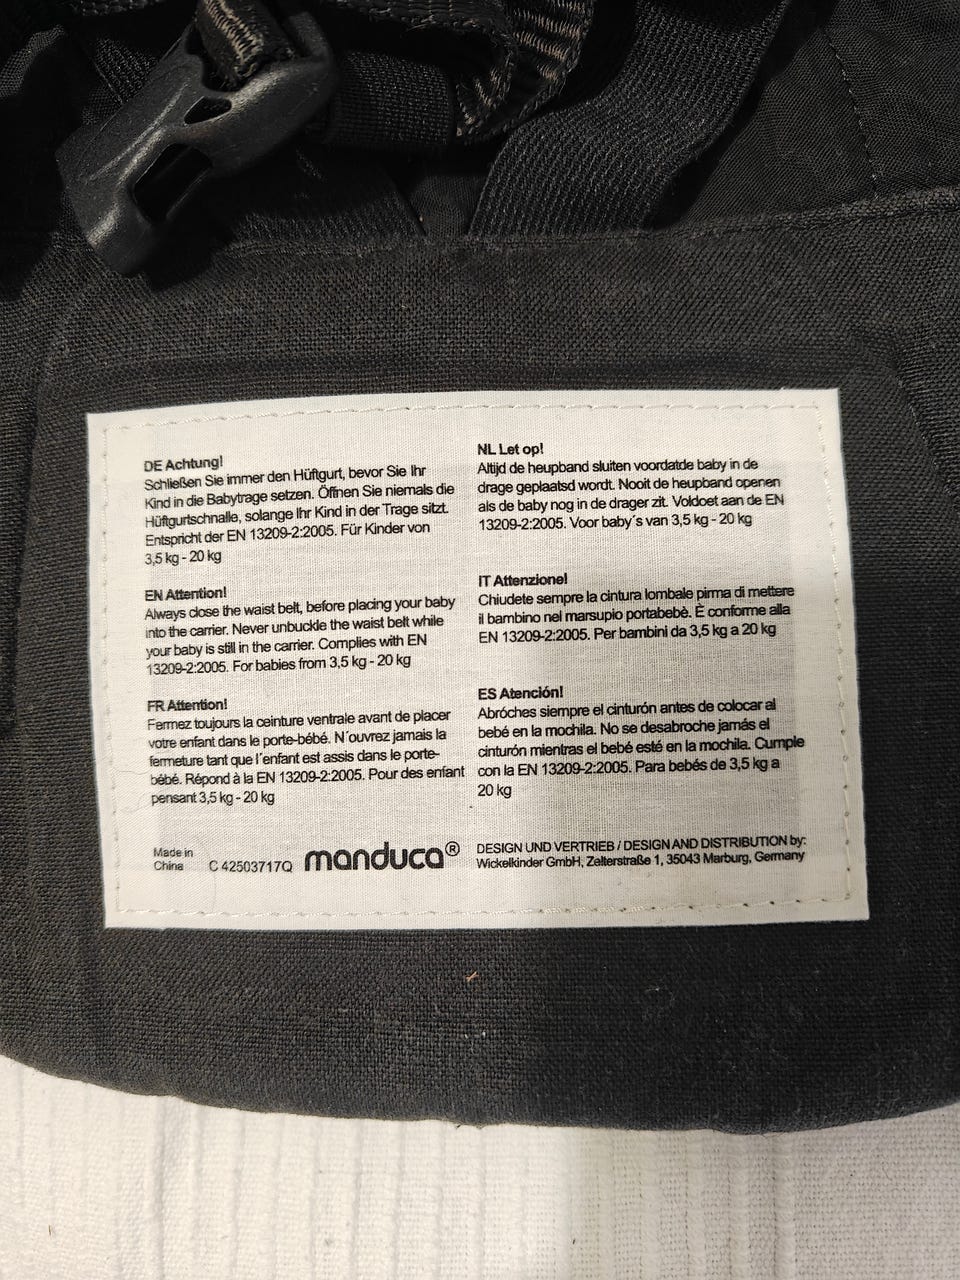 DE Achtung!
Schließen Sie immer den Hüftgurt, bevor Sie Ihr
Kind in die Babytrage setzen. Öffnen Sie niemals die
Hüftgurtschnalle, solange Ihr Kind in der Trage sitzt.
Entspricht der EN 13209-2:2005. Für Kinder von
3,5 kg - 20 kg
EN Attention!
Always close the waist belt, before placing your baby
into the carrier. Never unbuckle the waist belt while
your baby is still in the carrier. Complies with EN
13209-2:2005. For babies from 3,5 kg - 20 kg
FR Attention!
Fermez toujours la ceinture ventrale avant de placer
votre enfant dans le porte-bébé. N´ouvrez jamais la
fermeture tant que l´enfant est assis dans le porte-
bébé. Répond à la EN 13209-2:2005. Pour des enfant
pensant 3,5 kg - 20 kg
NL Let op!
Altijd de heupband sluiten voordatde baby in de
drage geplaatsd wordt. Nooit de heupband openen
als de baby nog in de drager zit. Voldoet aan de EN
13209-2:2005. Voor baby´s van 3,5 kg - 20 kg
IT Attenzione!
Chiudete sempre la cintura lombale pirma di mettere
il bambino nel marsupio portabebè. È conforme alla
EN 13209-2:2005. Per bambini da 3,5 kg a 20 kg
ES Atención!
Abróches siempre el cinturón antes de colocar al
bebé en la mochila. No se desabroche jamás el
cinturón mientras el bebé esté en la mochila. Cumple
con la EN 13209-2:2005. Para bebés de 3,5 kg a
20 kg
Made in
China
C 42503717Q
manduca®
DESIGN UND VERTRIEB / DESIGN AND DISTRIBUTION by:
Wickelkinder GmbH, Zelterstraße 1, 35043 Marburg, Germany